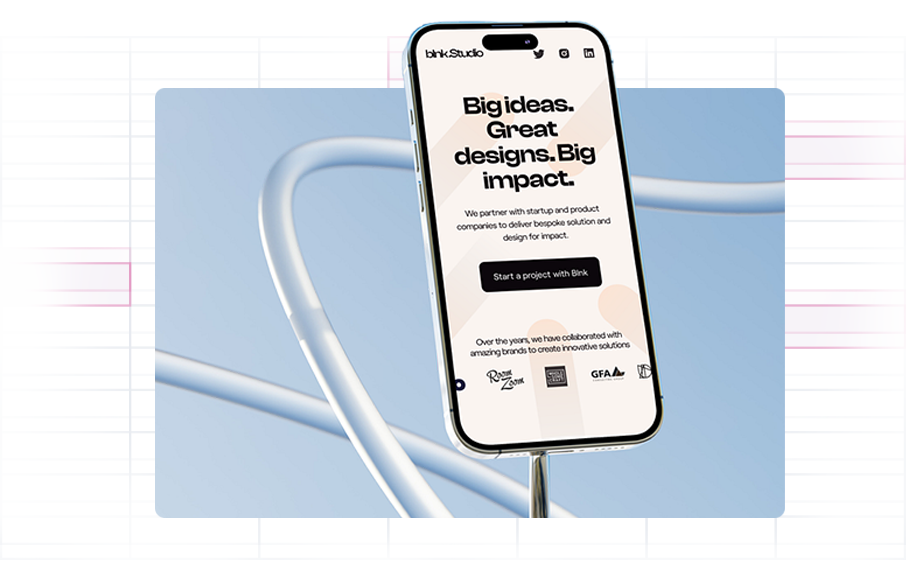 blnk.Studio
Big ideas.
Great
designs. Big
impact.
We partner with startup and product
companies to deliver bespoke solution and
design for impact.
Start a project with Blnk
Over the years, we have collaborated with
amazing brands to create innovative solutions
Room
Zoom
GFA